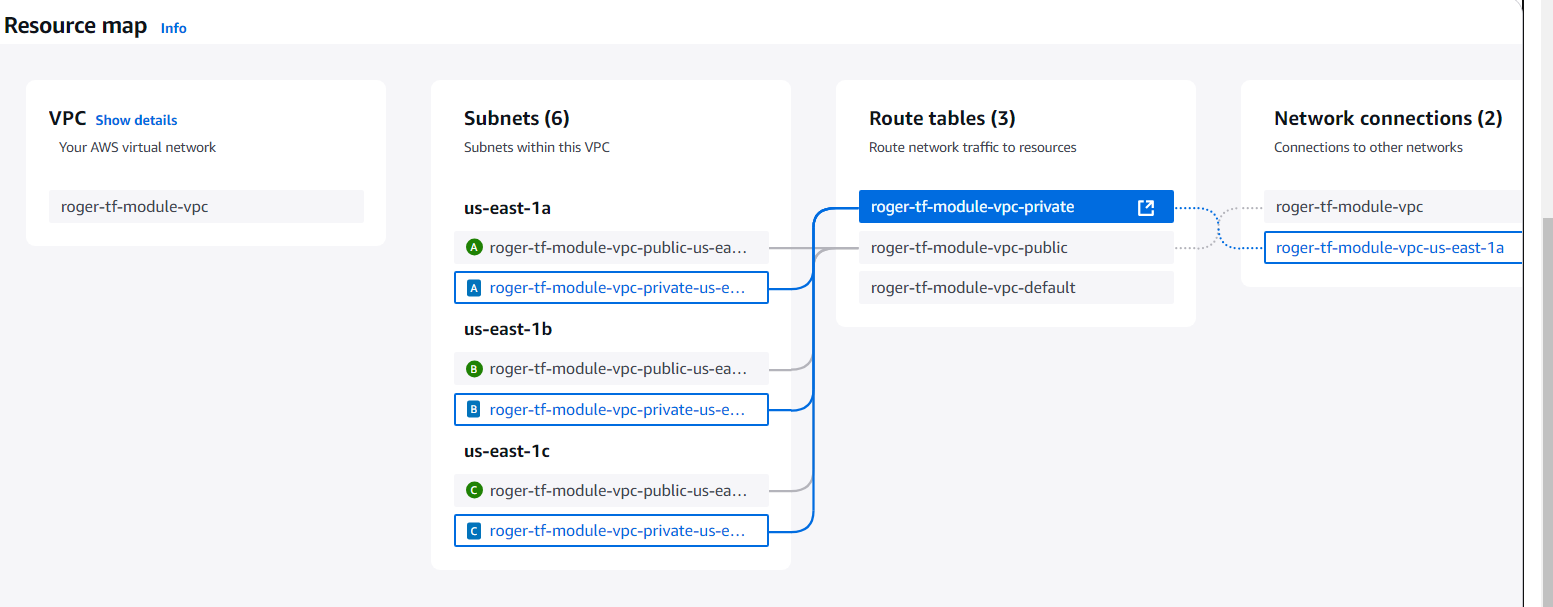 Resource map Info
VPC Show details
Your AWS virtual network
roger-tf-module-vpc
Subnets (6)
Subnets within this VPC
us-east-1a
A roger-tf-module-vpc-public-us-ea...
A roger-tf-module-vpc-private-us-e...
us-east-1b
B roger-tf-module-vpc-public-us-ea...
B roger-tf-module-vpc-private-us-e...
us-east-1c
C roger-tf-module-vpc-public-us-ea...
C roger-tf-module-vpc-private-us-e...
Route tables (3)
Route network traffic to resources
roger-tf-module-vpc-private
roger-tf-module-vpc-public
roger-tf-module-vpc-default
Network connections (2)
Connections to other networks
roger-tf-module-vpc
roger-tf-module-vpc-us-east-1a